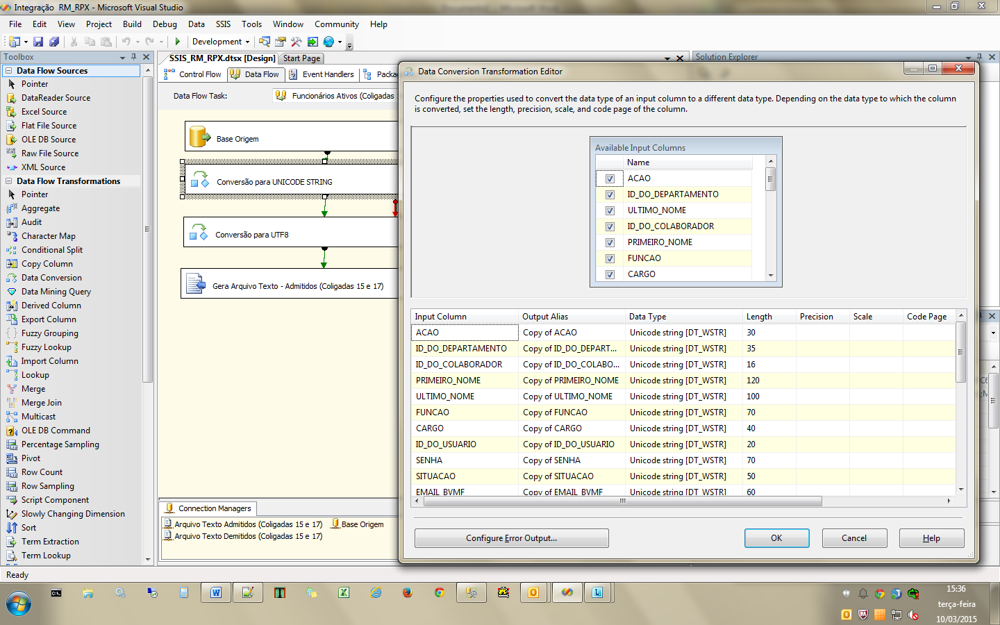 Integração RM_RPX - Microsoft Visual Studio
File Edit View Project Build Debug Data SSIS Tools Window Community Help
Development
Toolbox
Data Flow Sources
Pointer
DataReader Source
Excel Source
Flat File Source
OLE DB Source
Raw File Source
XML Source
Data Flow Transformations
Pointer
Aggregate
Audit
Character Map
Conditional Split
Copy Column
Data Conversion
Data Mining Query
Derived Column
Export Column
Fuzzy Grouping
Fuzzy Lookup
Import Column
Lookup
Merge
Merge Join
Multicast
OLE DB Command
Percentage Sampling
Pivot
Row Count
Row Sampling
Script Component
Slowly Changing Dimension
Sort
Term Extraction
Term Lookup
SSIS_RM_RPX.dtsx [Design] Start Page
Control Flow Data Flow Event Handlers Packa
Data Flow Task: Funcionários Ativos (Coligadas
Base Origem
Conversão para UNICODE STRING
Conversão para UTF8
Gera Arquivo Texto - Admitidos (Coligadas 15 e 17)
Connection Managers
Arquivo Texto Admitidos (Coligadas 15 e 17) Base Origem
Arquivo Texto Demitidos (Coligadas 15 e 17)
Solution Explorer
Data Conversion Transformation Editor
Configure the properties used to convert the data type of an input column to a different data type. Depending on the data type to which the column
is converted, set the length, precision, scale, and code page of the column.
Available Input Columns
Name
ACAO
ID_DO_DEPARTAMENTO
ULTIMO_NOME
ID_DO_COLABORADOR
PRIMEIRO_NOME
FUNCAO
CARGO
Input Column Output Alias Data Type Length Precision Scale Code Page
ACAO Copy of ACAO Unicode string [DT_WSTR] 30
ID_DO_DEPARTAMENTO Copy of ID_DO_DEPART... Unicode string [DT_WSTR] 35
ID_DO_COLABORADOR Copy of ID_DO_COLABO... Unicode string [DT_WSTR] 16
PRIMEIRO_NOME Copy of PRIMEIRO_NOME Unicode string [DT_WSTR] 120
ULTIMO_NOME Copy of ULTIMO_NOME Unicode string [DT_WSTR] 100
FUNCAO Copy of FUNCAO Unicode string [DT_WSTR] 70
CARGO Copy of CARGO Unicode string [DT_WSTR] 40
ID_DO_USUARIO Copy of ID_DO_USUARIO Unicode string [DT_WSTR] 20
SENHA Copy of SENHA Unicode string [DT_WSTR] 70
SITUACAO Copy of SITUACAO Unicode string [DT_WSTR] 50
EMAIL_BVMF Copy of EMAIL_BVMF Unicode string [DT_WSTR] 60
Configure Error Output... OK Cancel Help
Ready
15:36
terça-feira
10/03/2015